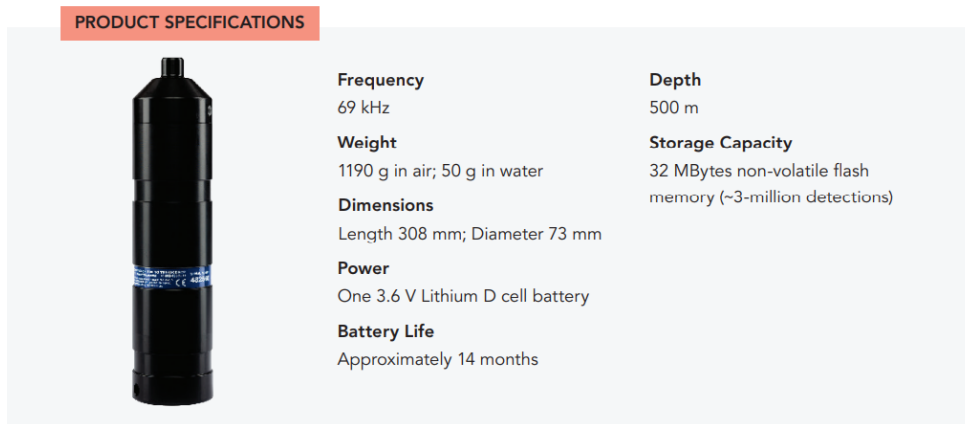 PRODUCT SPECIFICATIONS
Frequency
69 kHz
Weight
1190 g in air; 50 g in water
Dimensions
Length 308 mm; Diameter 73 mm
Power
One 3.6 V Lithium D cell battery
Battery Life
Approximately 14 months
Depth
500 m
Storage Capacity
32 MBytes non-volatile flash
memory (~3-million detections)
CE